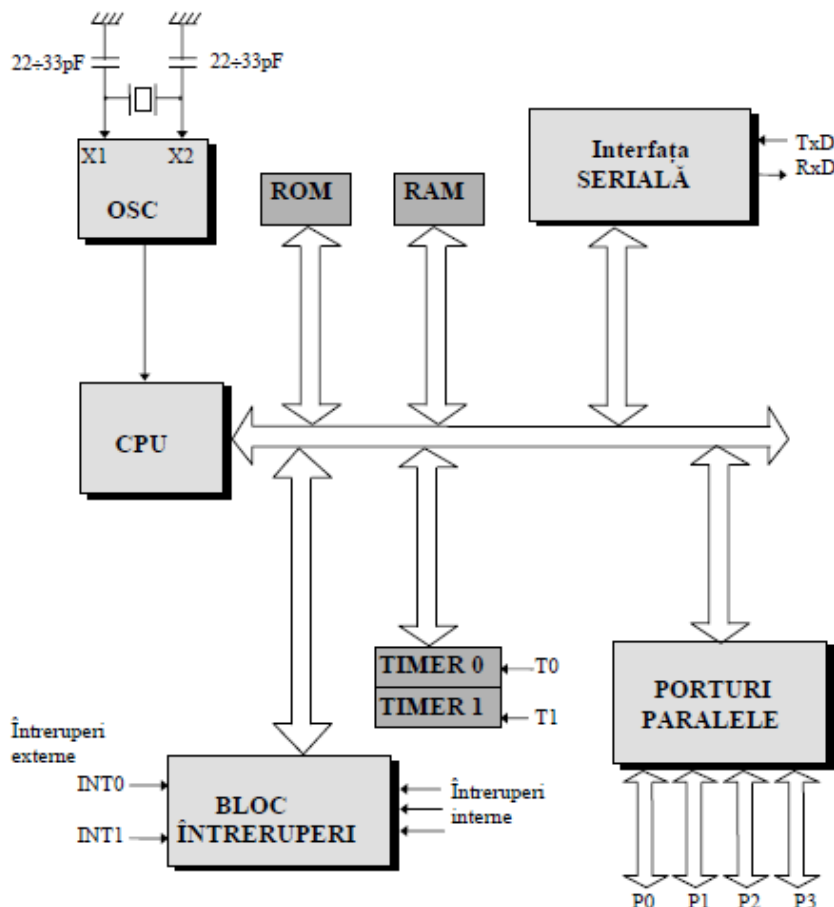 22÷33pF
22÷33pF
X1
X2
OSC
ROM
RAM
Interfața
SERIALĂ
TxD
RxD
CPU
TIMER 0
T0
TIMER 1
T1
PORTURI
PARALELE
Întreruperi
externe
INT0
INT1
BLOC
ÎNTRERUPERI
Întreruperi
interne
P0
P1
P2
P3